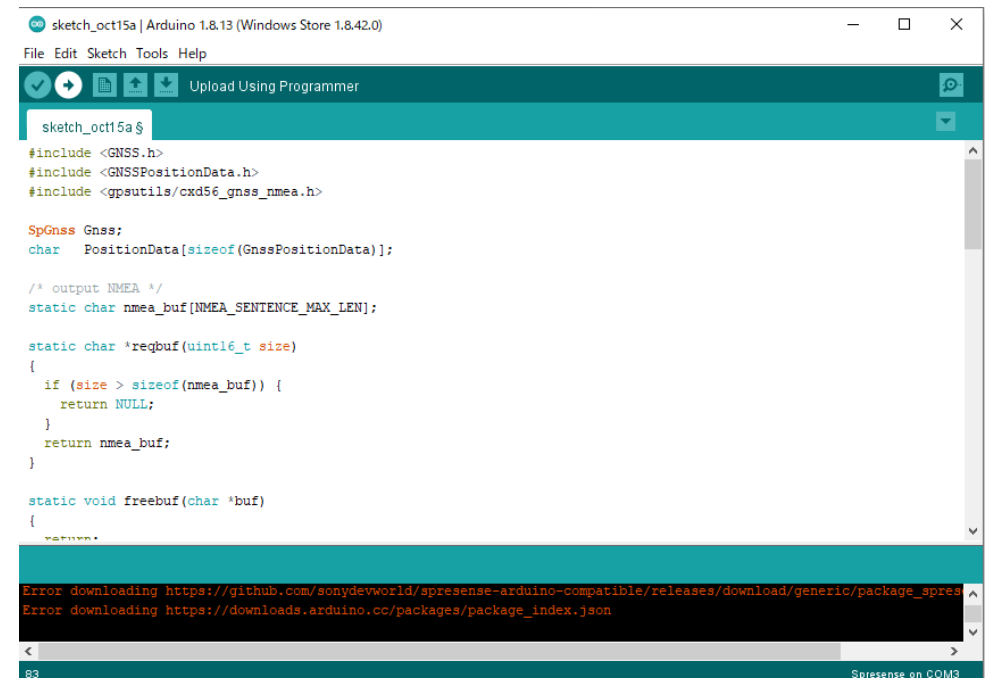 sketch_oct15a | Arduino 1.8.13 (Windows Store 1.8.42.0)
File Edit Sketch Tools Help
Upload Using Programmer
sketch_oct15a §
#include <GNSS.h>
#include <GNSSPositionData.h>
#include <gpsutils/cxd56_gnss_nmea.h>
SpGnss Gnss;
char   PositionData[sizeof(GnssPositionData)];
/* output NMEA */
static char nmea_buf[NMEA_SENTENCE_MAX_LEN];
static char *reqbuf(uint16_t size)
{
  if (size > sizeof(nmea_buf)) {
    return NULL;
  }
  return nmea_buf;
}
static void freebuf(char *buf)
{
  return;
Error downloading https://github.com/sonydevworld/spresense-arduino-compatible/releases/download/generic/package_spres
Error downloading https://downloads.arduino.cc/packages/package_index.json
83
Spresense on COM3